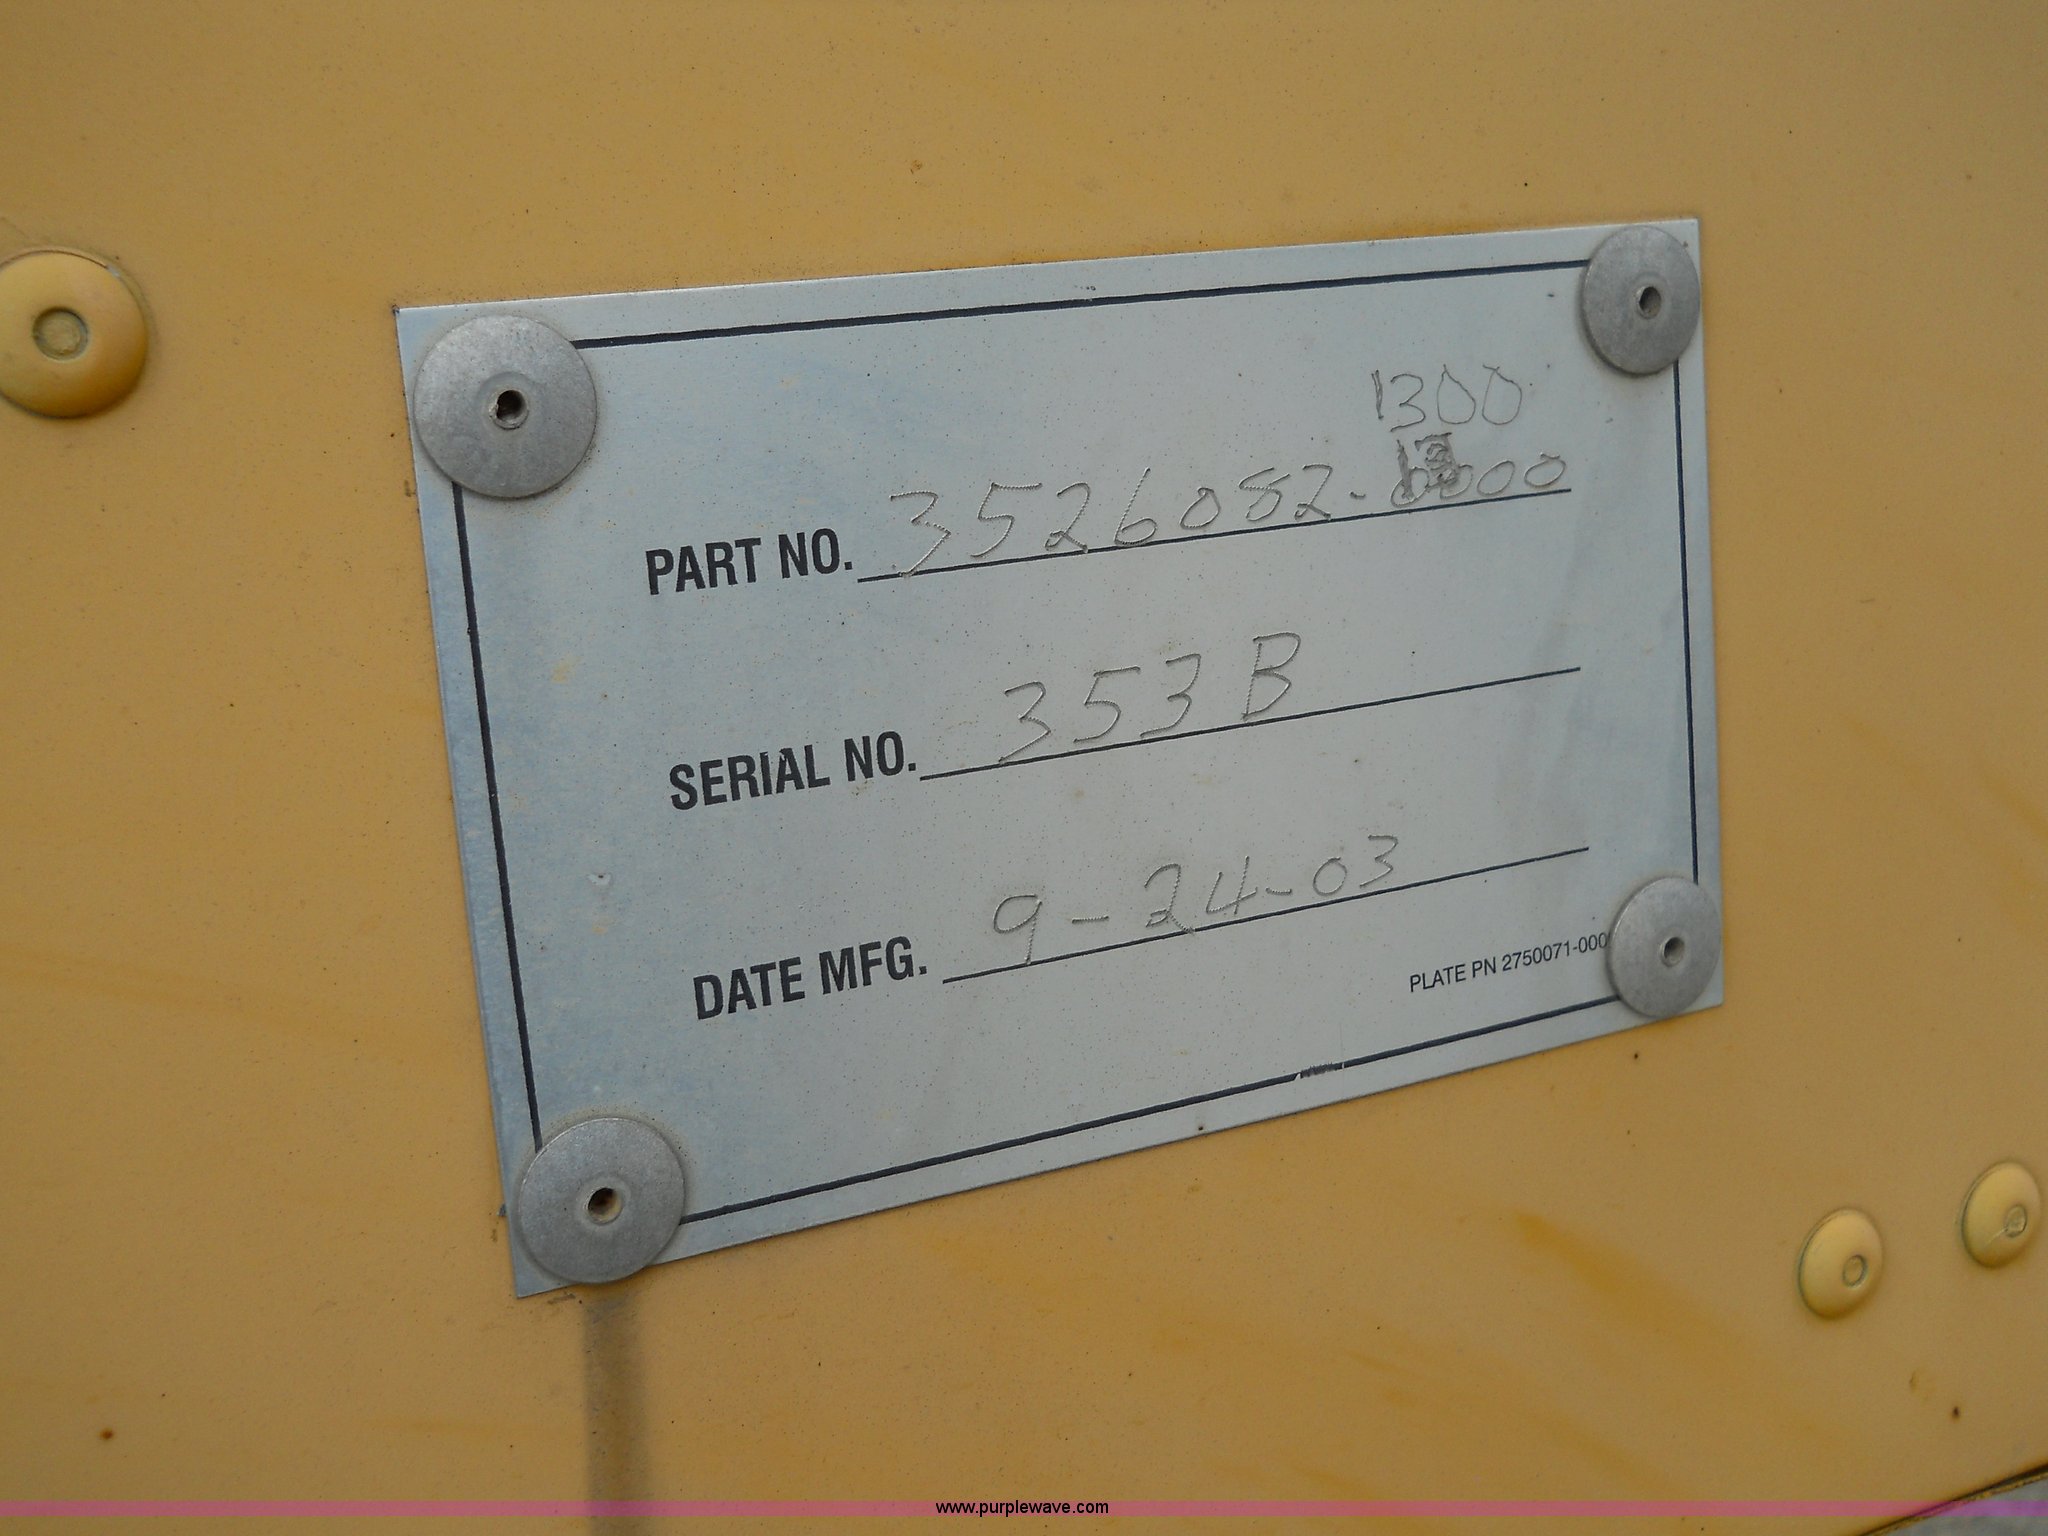 1300
PART NO. 3526082-000
SERIAL NO. 353B
DATE MFG. 9-24-03
PLATE PN 2750071-000
www.purplewave.com